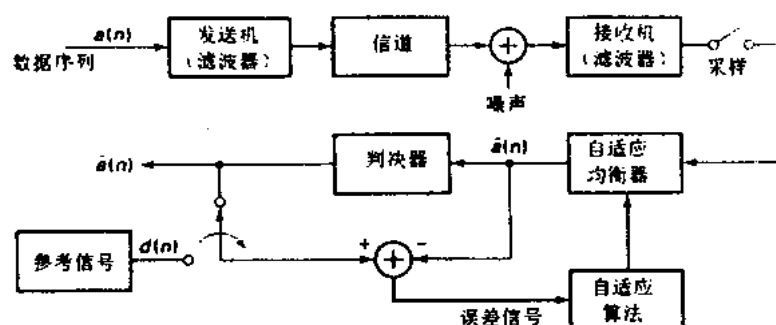 a(n)
数据序列
发送机
(滤波器)
信道
+
噪声
接收机
(滤波器)
采样
â(n)
判决器
ã(n)
自适应
均衡器
参考信号
d(n)
+
+
-
误差信号
自适应
算法